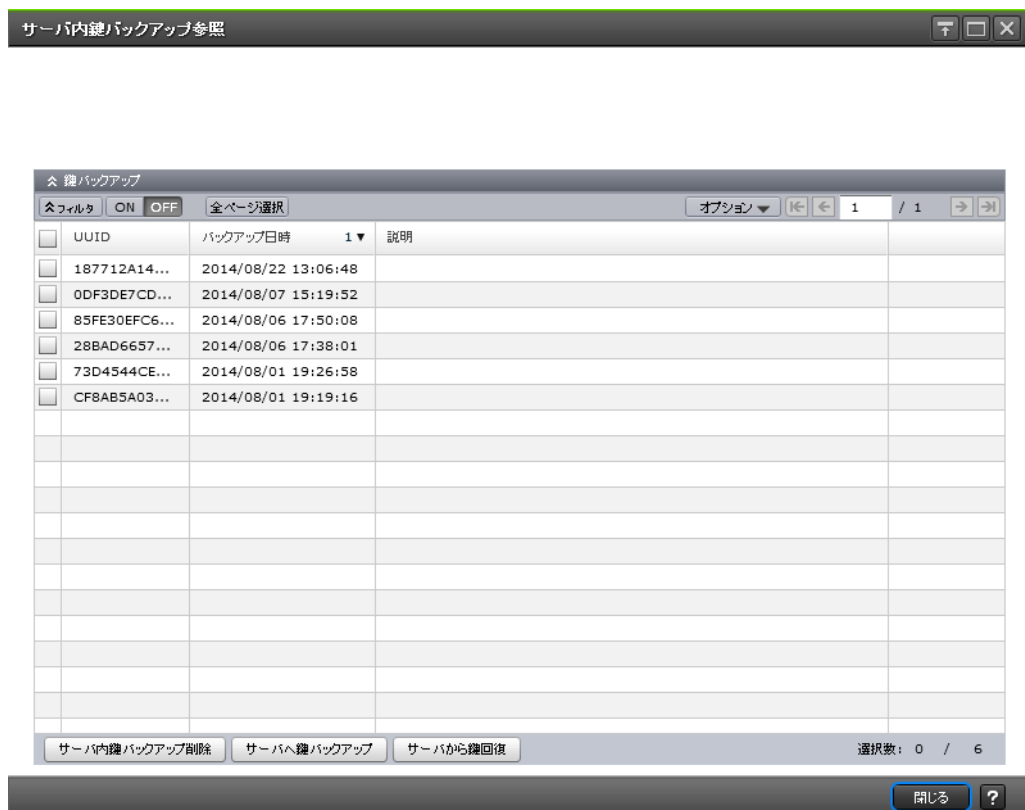 サーバ内鍵バックアップ参照
鍵バックアップ
フィルタ ON OFF 全ページ選択 オプション 1 / 1
UUID バックアップ日時 1 説明
187712A14... 2014/08/22 13:06:48
0DF3DE7CD... 2014/08/07 15:19:52
85FE30EFC6... 2014/08/06 17:50:08
28BAD6657... 2014/08/06 17:38:01
73D4544CE... 2014/08/01 19:26:58
CF8AB5A03... 2014/08/01 19:19:16
サーバ内鍵バックアップ削除 サーバへ鍵バックアップ サーバから鍵回復 選択数: 0 / 6
閉じる ?